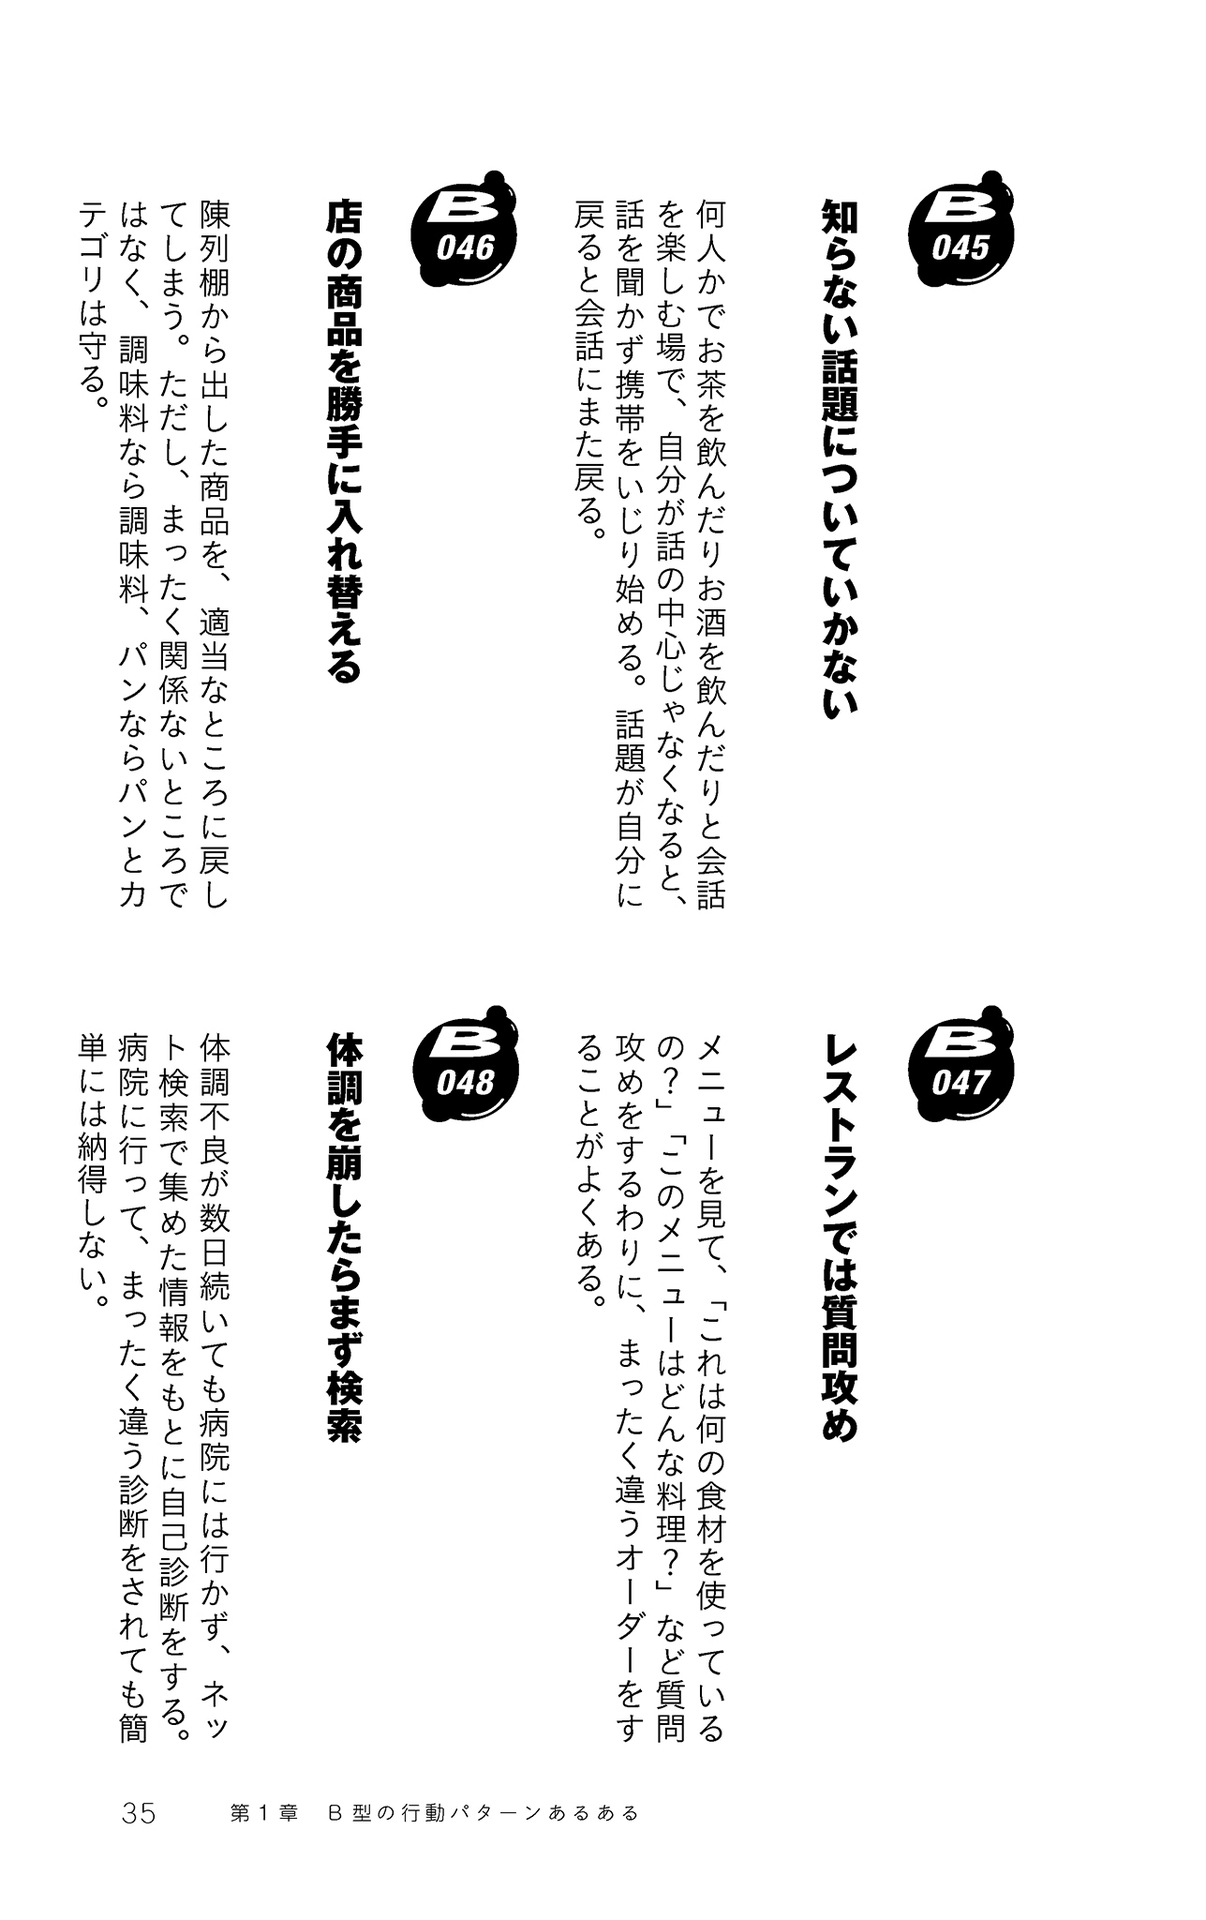 B
045
知らない話題についていかない
何人かでお茶を飲んだりお酒を飲んだりと会話
を楽しむ場で、自分が話の中心じゃなくなると、
話を聞かず携帯をいじり始める。話題が自分に
戻ると会話にまた戻る。
B
046
店の商品を勝手に入れ替える
陳列棚から出した商品を、適当なところに戻し
てしまう。ただし、まったく関係ないところで
はなく、調味料なら調味料、パンならパンとカ
テゴリは守る。
B
047
レストランでは質問攻め
メニューを見て、「これは何の食材を使っている
の？」「このメニューはどんな料理？」など質問
攻めをするわりに、まったく違うオーダーをす
ることがよくある。
B
048
体調を崩したらまず検索
体調不良が数日続いても病院には行かず、ネッ
ト検索で集めた情報をもとに自己診断をする。
病院に行って、まったく違う診断をされても簡
単には納得しない。
35 第1章 B型の行動パターンあるある